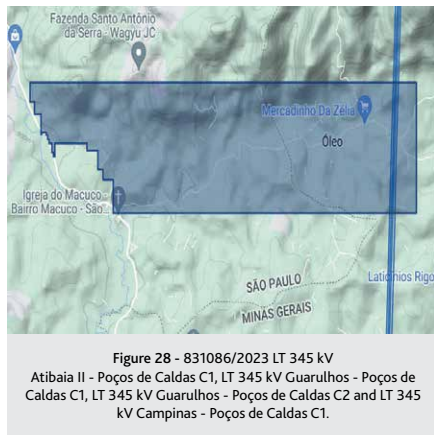 Fazenda Santo Antônio
da Serra - Wagyu JC
Mercadinho Da Zélia
Óleo
Igreja do Macuco...
Bairro Macuco - São...
Laticínios Rigo
SÃO PAULO
MINAS GERAIS
Figure 28 - 831086/2023 LT 345 kV
Atibaia II - Poços de Caldas C1, LT 345 kV Guarulhos - Poços de
Caldas C1, LT 345 kV Guarulhos - Poços de Caldas C2 and LT 345
kV Campinas - Poços de Caldas C1.